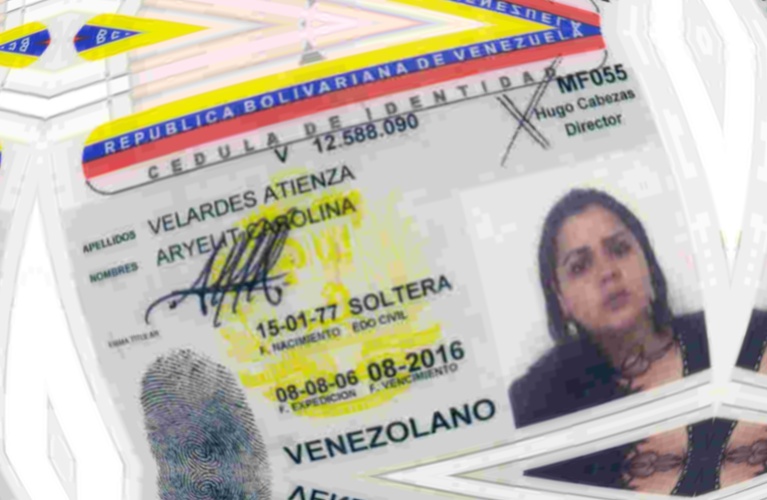 REPUBLICA BOLIVARIANA DE VENEZUELA
CEDULA DE IDENTIDAD
V 12.588.090
MF055
Hugo Cabezas
Director
APELLIDOS VELARDES ATIENZA
NOMBRES ARYELIT CAROLINA
FIRMA TITULAR
15-01-77 SOLTERA
F. NACIMIENTO EDO CIVIL
08-08-06 08-2016
F. EXPEDICION F. VENCIMIENTO
VENEZOLANO